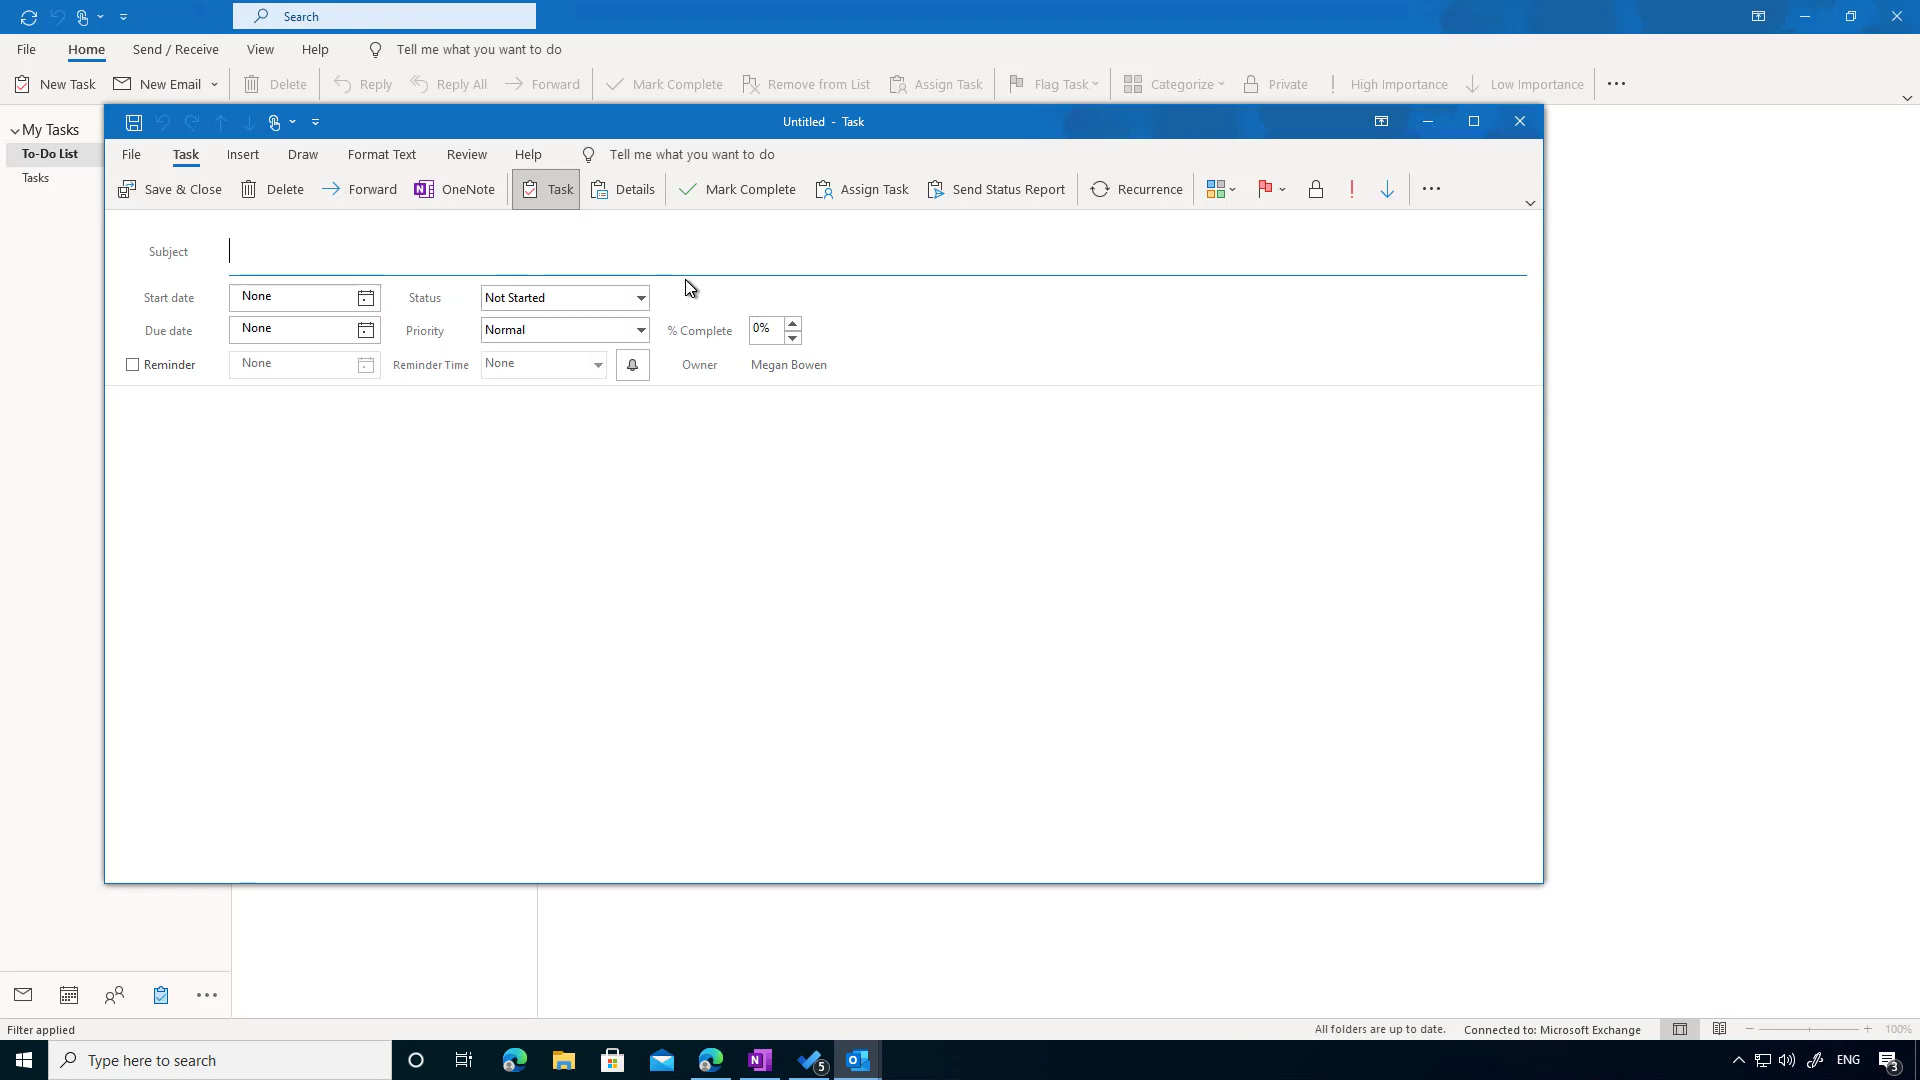 Search
File Home Send / Receive View Help Tell me what you want to do
New Task New Email Delete Reply Reply All Forward Mark Complete Remove from List Assign Task Flag Task Categorize Private High Importance Low Importance
My Tasks
To-Do List
Tasks
Untitled - Task
File Task Insert Draw Format Text Review Help Tell me what you want to do
Save & Close Delete Forward OneNote Task Details Mark Complete Assign Task Send Status Report Recurrence
Subject
Start date None Status Not Started
Due date None Priority Normal % Complete 0%
Reminder None Reminder Time None Owner Megan Bowen
Filter applied All folders are up to date. Connected to: Microsoft Exchange 100%
Type here to search 5 ENG 3